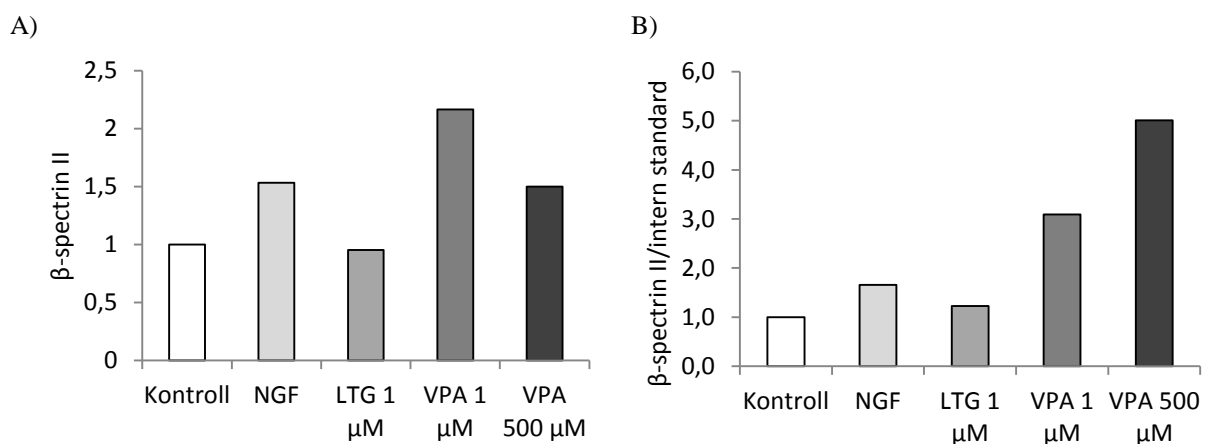 A)
β-spectrin II
2,5
2
1,5
1
0,5
0
Kontroll
NGF
LTG 1
µM
VPA 1
µM
VPA
500 µM
B)
β-spectrin II/intern standard
6,0
5,0
4,0
3,0
2,0
1,0
0,0
Kontroll
NGF
LTG 1
µM
VPA 1
µM
VPA 500
µM